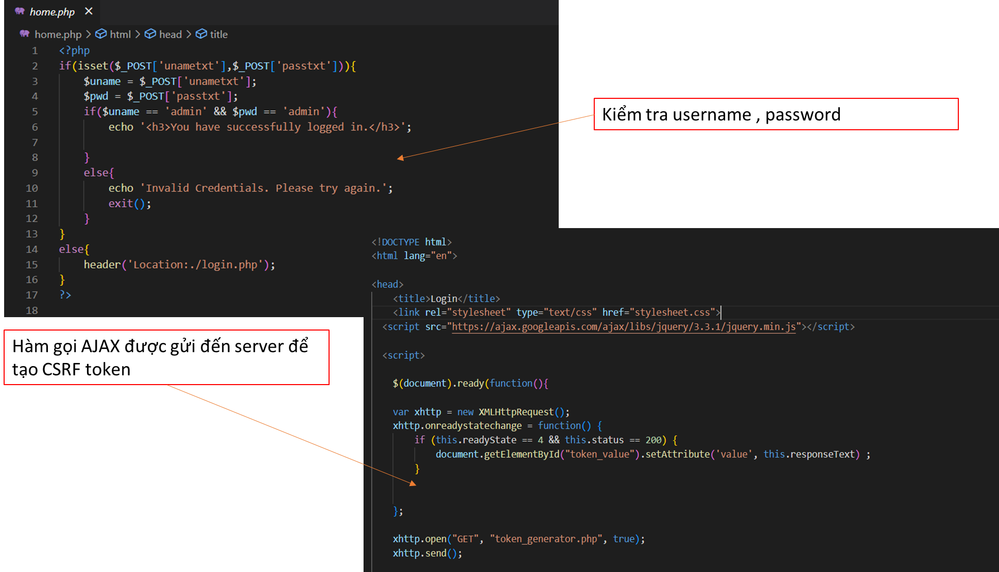 home.php ×
home.php > html > head > title
1 <?php
2 if(isset($_POST['unametxt'],$_POST['passtxt'])){
3 $uname = $_POST['unametxt'];
4 $pwd = $_POST['passtxt'];
5 if($uname == 'admin' && $pwd == 'admin'){
6 echo '<h3>You have successfully logged in.</h3>';
7
8 }
9 else{
10 echo 'Invalid Credentials. Please try again.';
11 exit();
12 }
13 }
14 else{
15 header('Location:./login.php');
16 }
17 ?>
18
Kiểm tra username , password
Hàm gọi AJAX được gửi đến server để
tạo CSRF token
<!DOCTYPE html>
<html lang="en">
<head>
<title>Login</title>
<link rel="stylesheet" type="text/css" href="stylesheet.css">
<script src="https://ajax.googleapis.com/ajax/libs/jquery/3.3.1/jquery.min.js"></script>
<script>
$(document).ready(function(){
var xhttp = new XMLHttpRequest();
xhttp.onreadystatechange = function() {
if (this.readyState == 4 && this.status == 200) {
document.getElementById("token_value").setAttribute('value', this.responseText) ;
}
};
xhttp.open("GET", "token_generator.php", true);
xhttp.send();